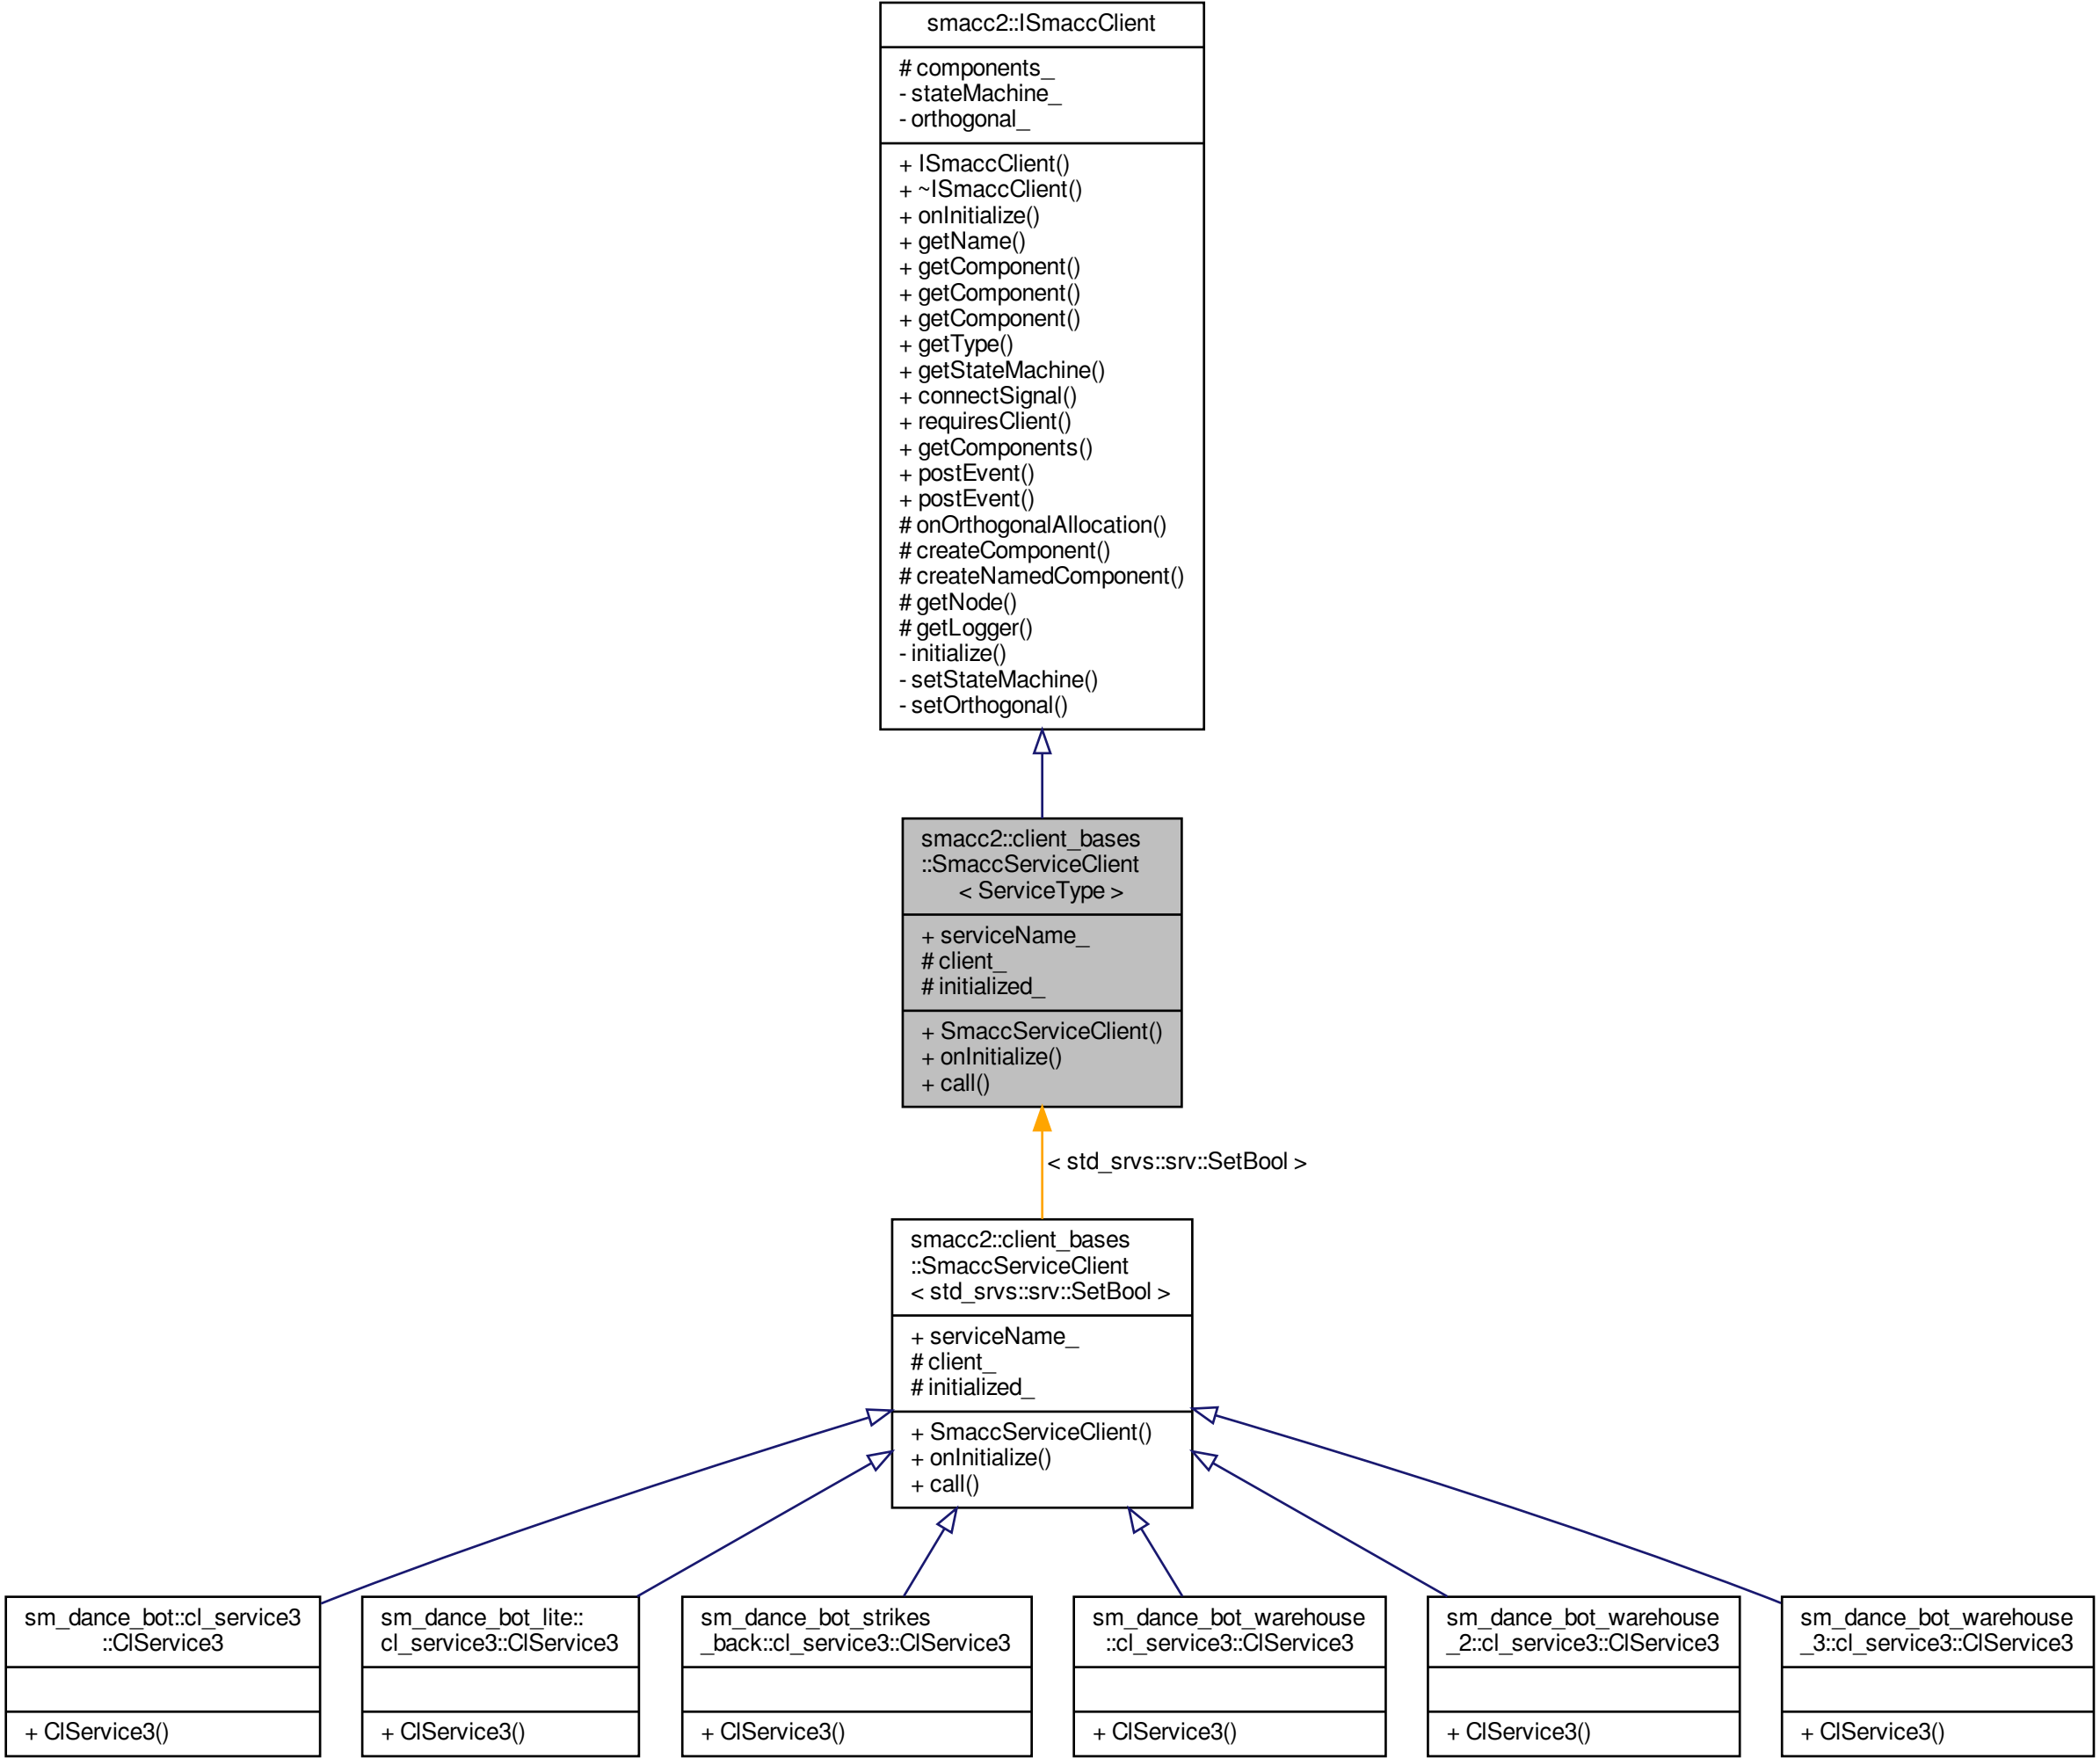 smacc2::ISmaccClient
# components_
- stateMachine_
- orthogonal_
+ ISmaccClient()
+ ~ISmaccClient()
+ onInitialize()
+ getName()
+ getComponent()
+ getComponent()
+ getComponent()
+ getType()
+ getStateMachine()
+ connectSignal()
+ requiresClient()
+ getComponents()
+ postEvent()
+ postEvent()
# onOrthogonalAllocation()
# createComponent()
# createNamedComponent()
# getNode()
# getLogger()
- initialize()
- setStateMachine()
- setOrthogonal()
smacc2::client_bases
::SmaccServiceClient
< ServiceType >
+ serviceName_
# client_
# initialized_
+ SmaccServiceClient()
+ onInitialize()
+ call()
< std_srvs::srv::SetBool >
smacc2::client_bases
::SmaccServiceClient
< std_srvs::srv::SetBool >
+ serviceName_
# client_
# initialized_
+ SmaccServiceClient()
+ onInitialize()
+ call()
sm_dance_bot::cl_service3
::ClService3
+ ClService3()
sm_dance_bot_lite::
cl_service3::ClService3
+ ClService3()
sm_dance_bot_strikes
_back::cl_service3::ClService3
+ ClService3()
sm_dance_bot_warehouse
::cl_service3::ClService3
+ ClService3()
sm_dance_bot_warehouse
_2::cl_service3::ClService3
+ ClService3()
sm_dance_bot_warehouse
_3::cl_service3::ClService3
+ ClService3()